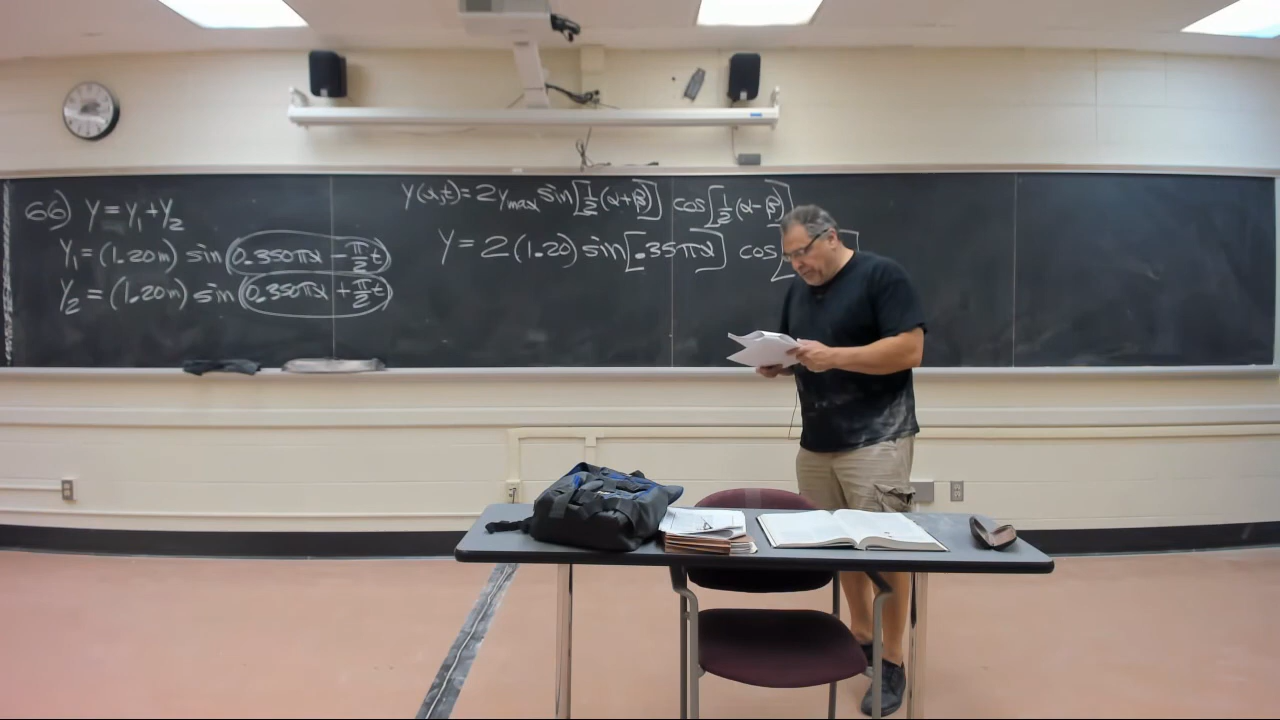 66) Y = Y₁ + Y₂
Y₁ = (1.20m) sin (0.350πx − π/2 t)
Y₂ = (1.20m) sin (0.350πx + π/2 t)
Y(x,t) = 2Ymax sin[½(α+β)] cos[½(α−β)]
Y = 2(1.20) sin[.35πx] cos[